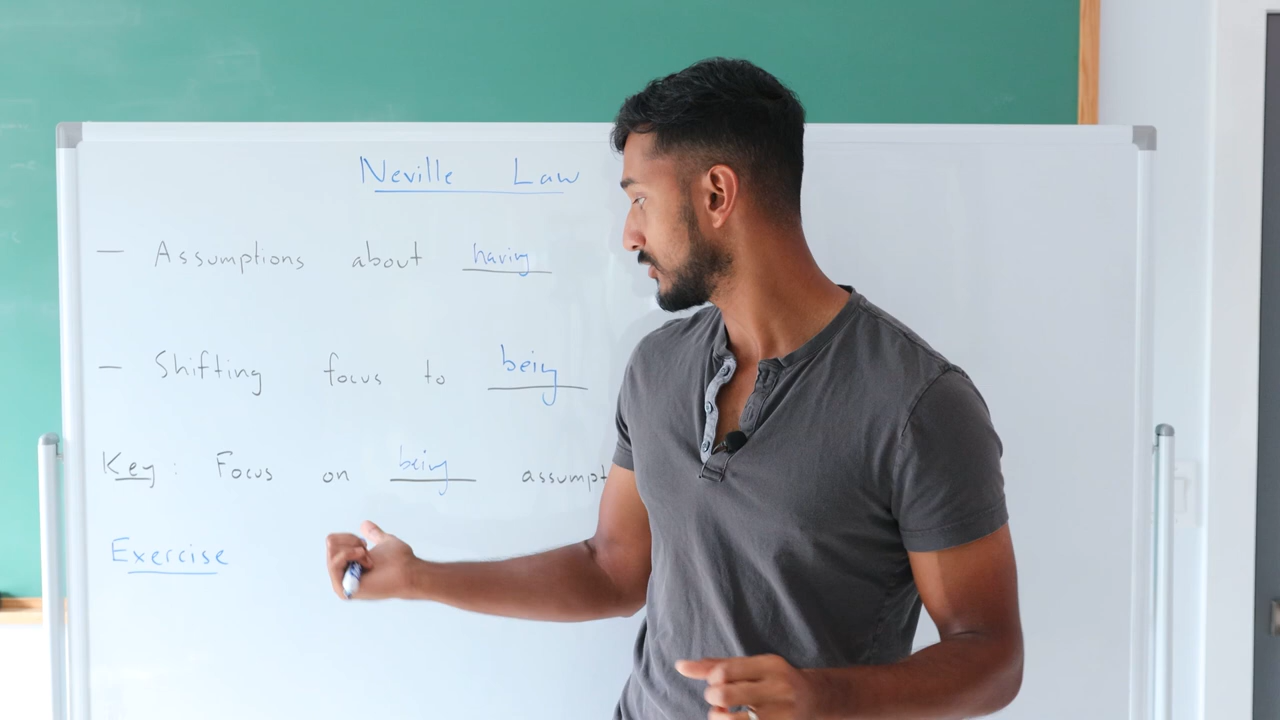 Neville Law
— Assumptions about having
— Shifting focus to being
Key: Focus on being assumpt
Exercise